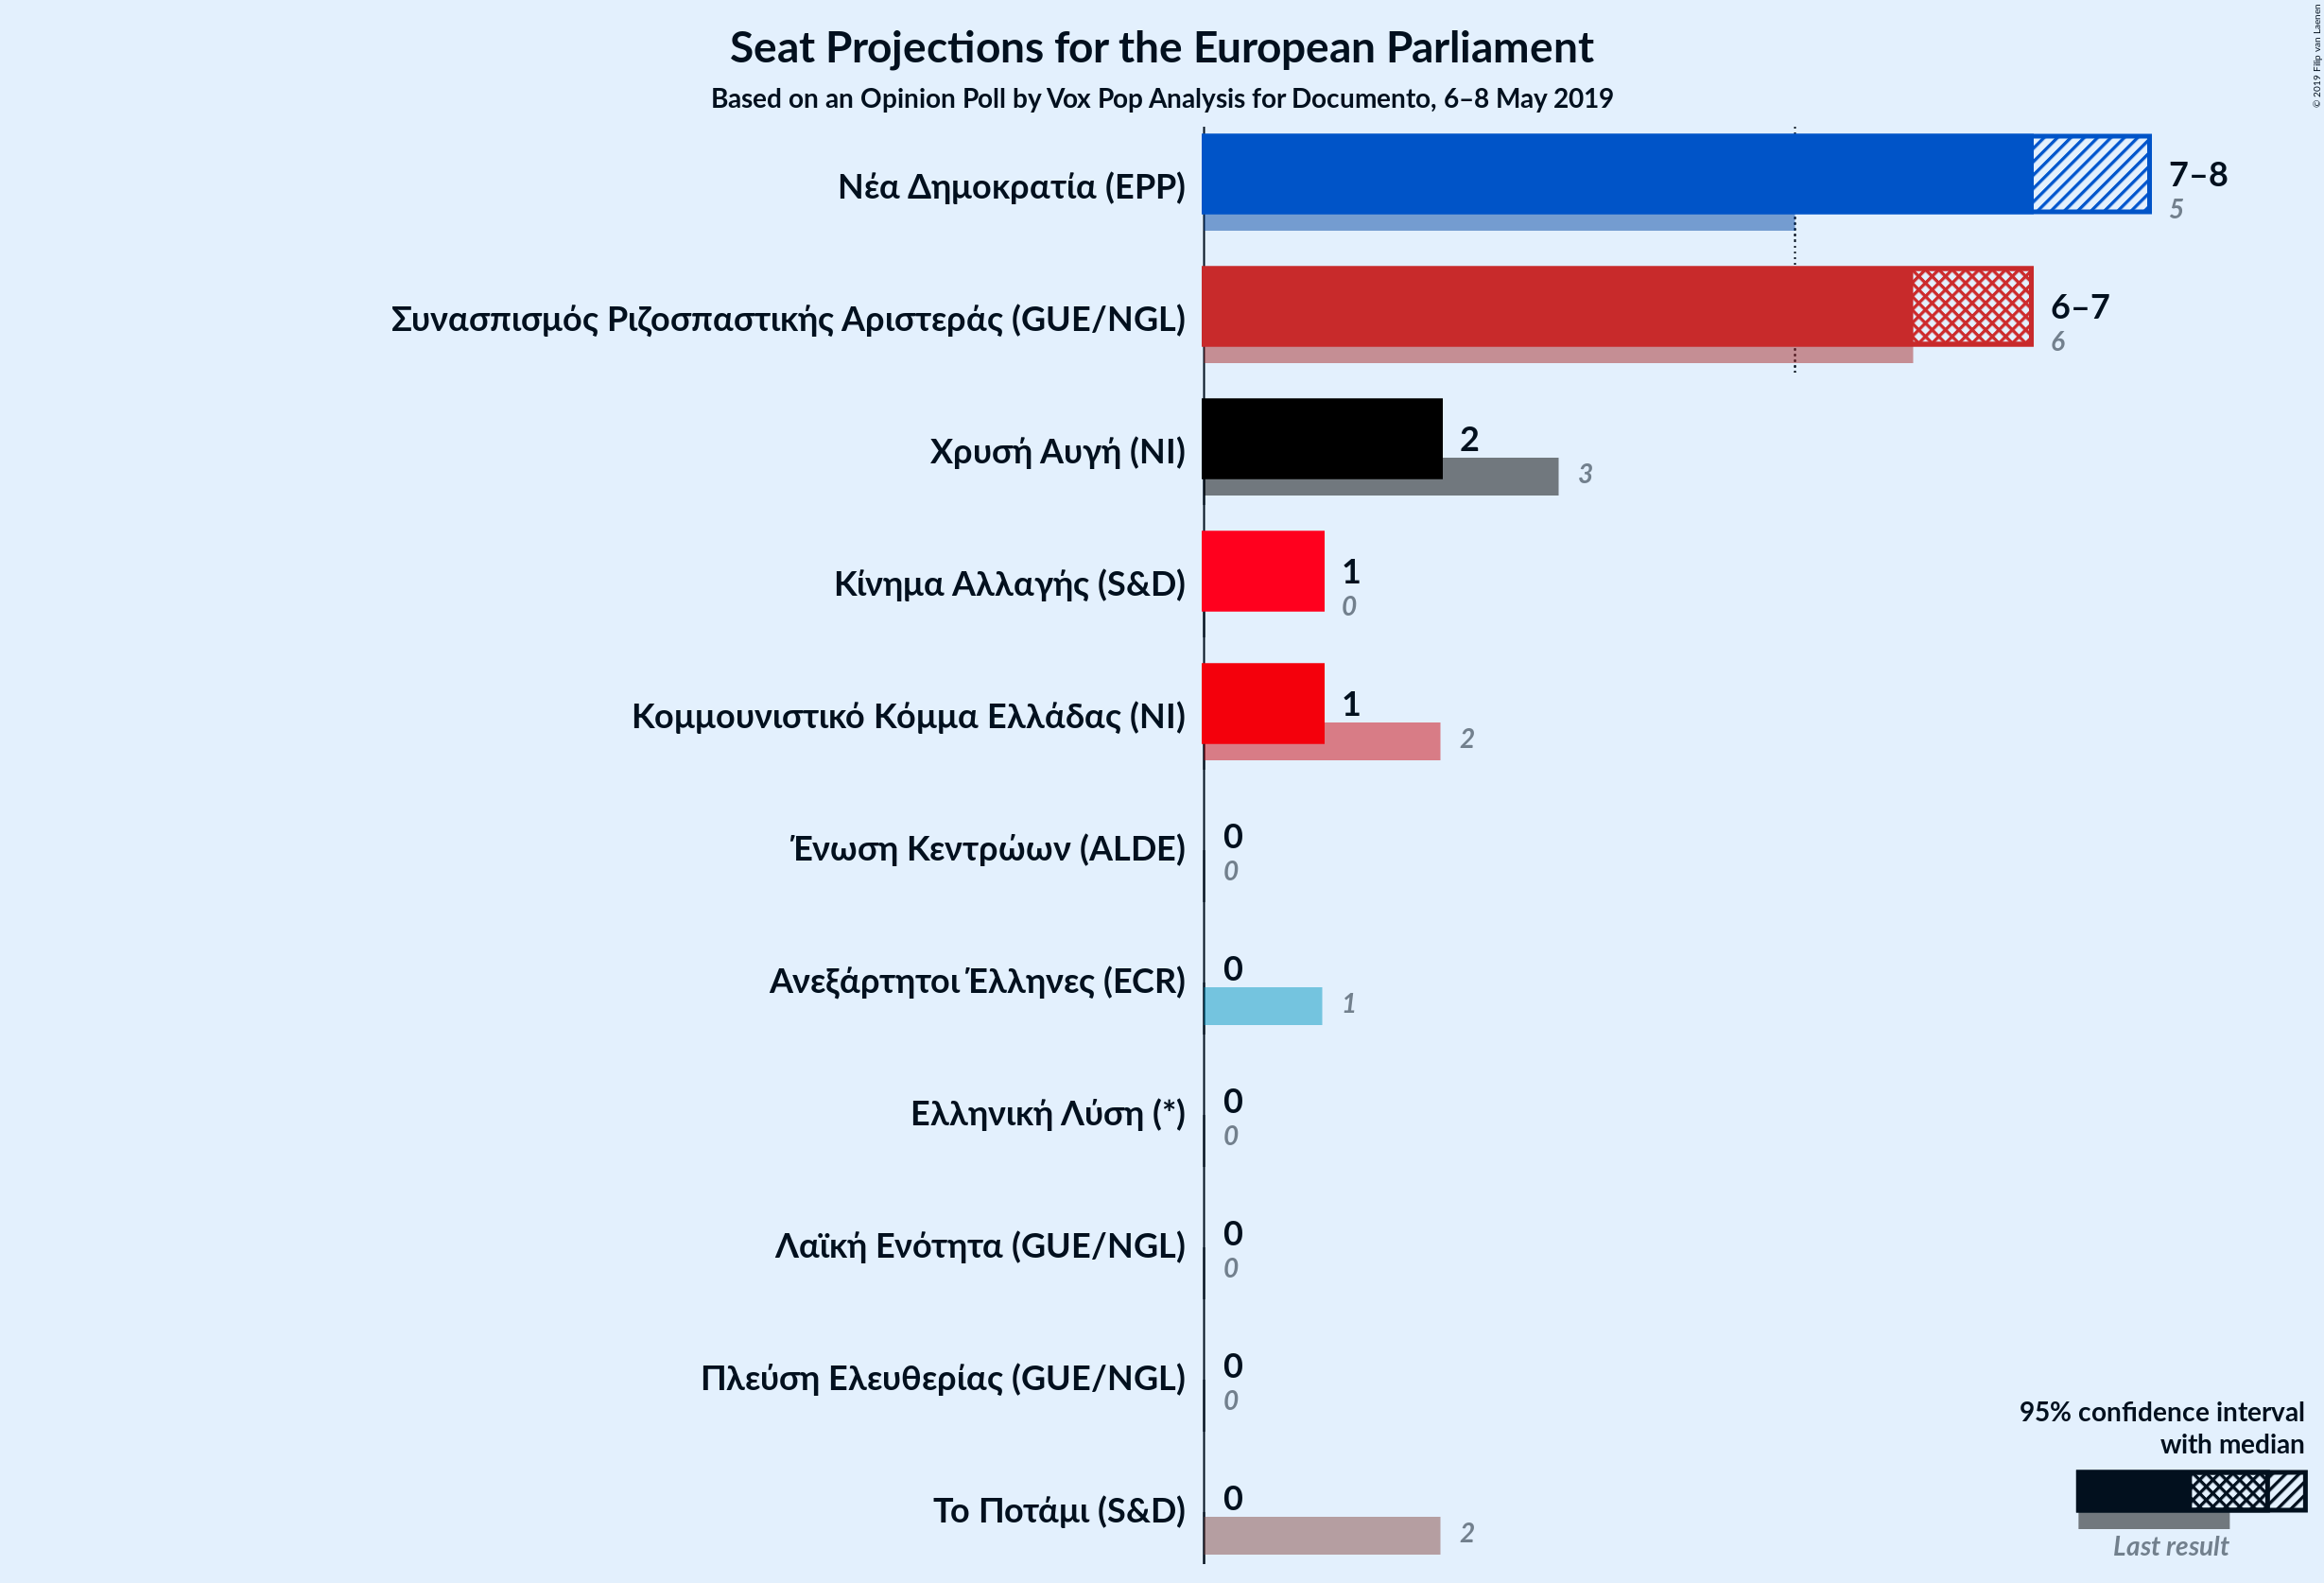 Seat Projections for the European Parliament
Based on an Opinion Poll by Vox Pop Analysis for Documento, 6–8 May 2019
© 2019 Filip van Laenen
Νέα Δημοκρατία (EPP)
7–8
5
Συνασπισμός Ριζοσπαστικής Αριστεράς (GUE/NGL)
6–7
6
Χρυσή Αυγή (NI)
2
3
Κίνημα Αλλαγής (S&D)
1
0
Κομμουνιστικό Κόμμα Ελλάδας (NI)
1
2
Ένωση Κεντρώων (ALDE)
0
0
Ανεξάρτητοι Έλληνες (ECR)
0
1
Ελληνική Λύση (*)
0
0
Λαϊκή Ενότητα (GUE/NGL)
0
0
Πλεύση Ελευθερίας (GUE/NGL)
0
0
Το Ποτάμι (S&D)
0
2
95% confidence interval
with median
Last result